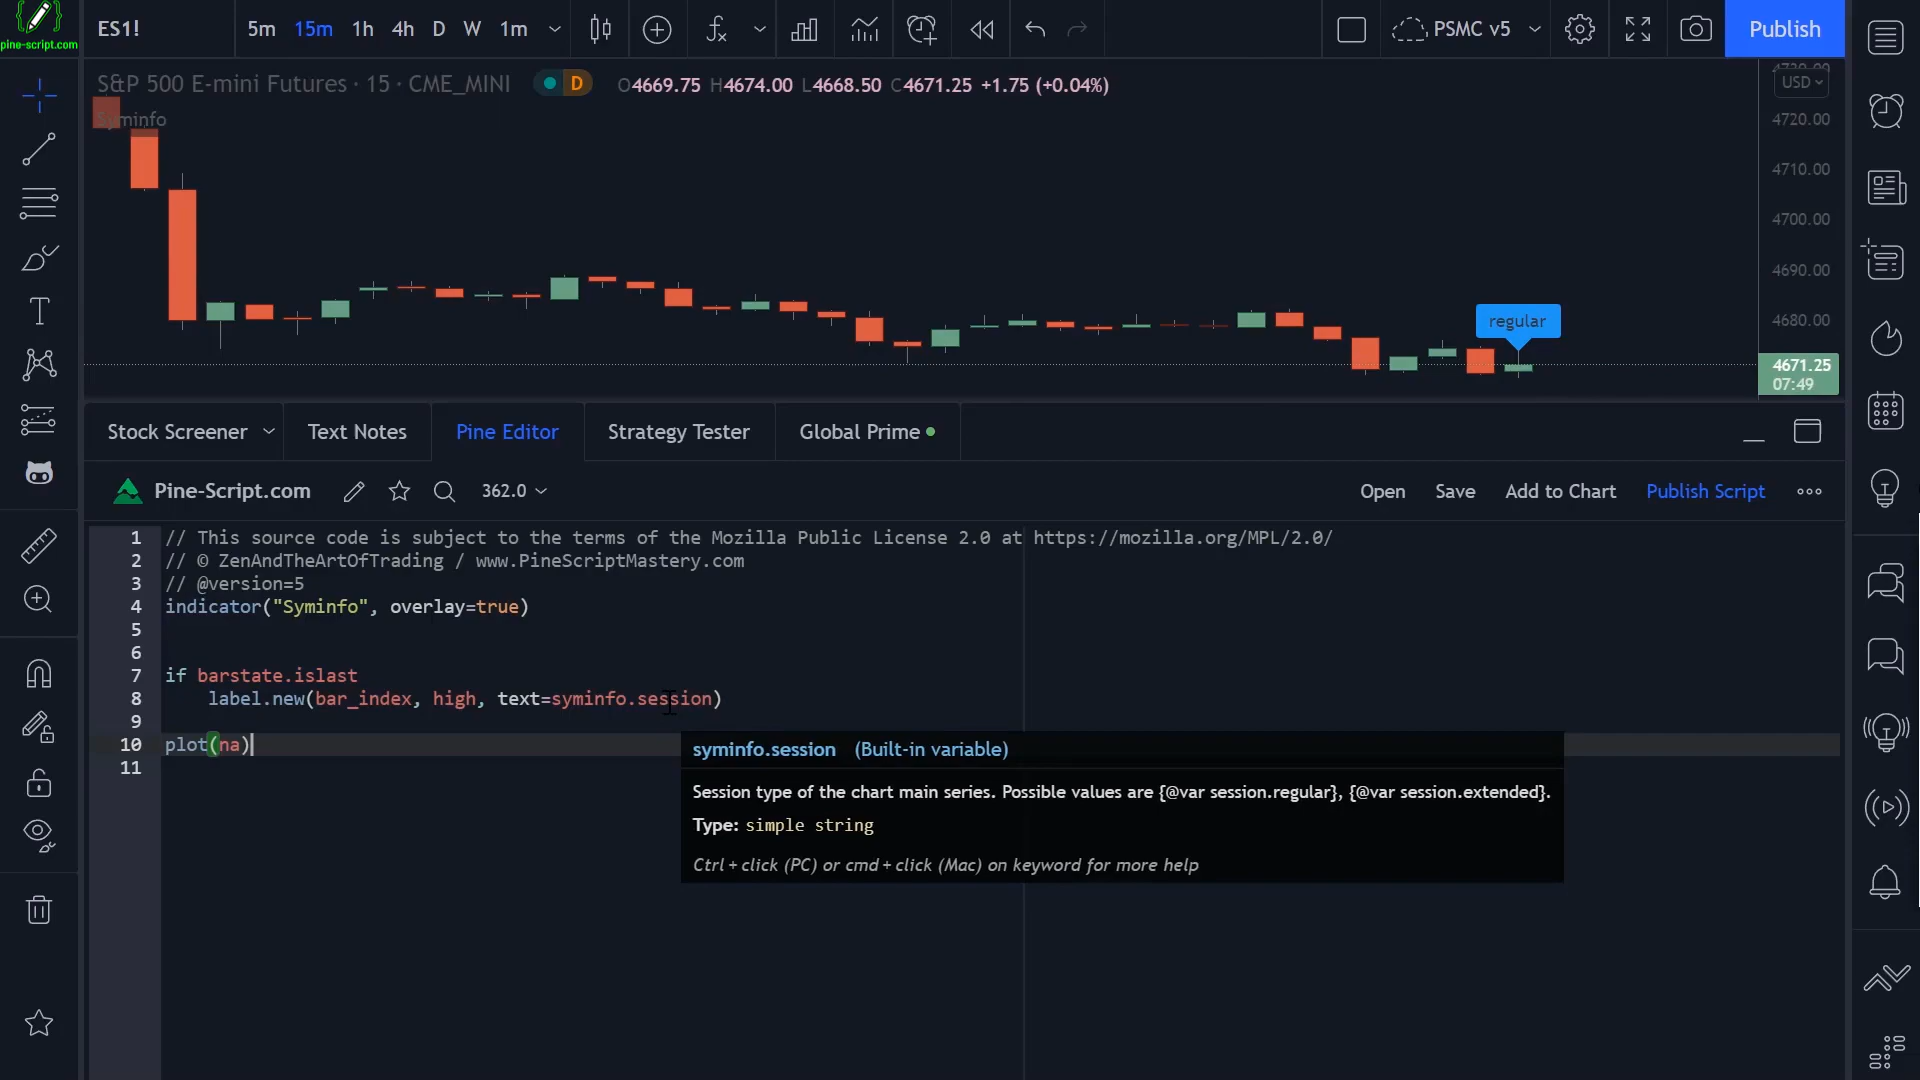 pine-script.com
ES1!
5m 15m 1h 4h D W 1m
PSMC v5
Publish
S&P 500 E-mini Futures · 15 · CME_MINI
D
O4669.75 H4674.00 L4668.50 C4671.25 +1.75 (+0.04%)
Syminfo
USD
4720.00
4710.00
4700.00
4690.00
4680.00
regular
4671.25
07:49
Stock Screener
Text Notes
Pine Editor
Strategy Tester
Global Prime
Pine-Script.com
362.0
Open
Save
Add to Chart
Publish Script
1 // This source code is subject to the terms of the Mozilla Public License 2.0 at https://mozilla.org/MPL/2.0/
2 // © ZenAndTheArtOfTrading / www.PineScriptMastery.com
3 // @version=5
4 indicator("Syminfo", overlay=true)
5
6
7 if barstate.islast
8 label.new(bar_index, high, text=syminfo.session)
9
10 plot(na)
11
syminfo.session (Built-in variable)
Session type of the chart main series. Possible values are {@var session.regular}, {@var session.extended}.
Type: simple string
Ctrl + click (PC) or cmd + click (Mac) on keyword for more help